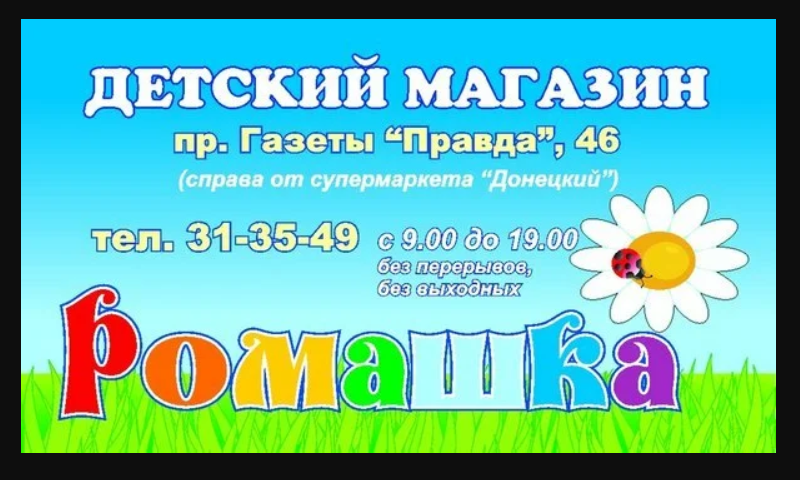 ДЕТСКИЙ МАГАЗИН
пр. Газеты “Правда”, 46
(справа от супермаркета “Донецкий”)
тел. 31-35-49
с 9.00 до 19.00
без перерывов,
без выходных
Ромашка